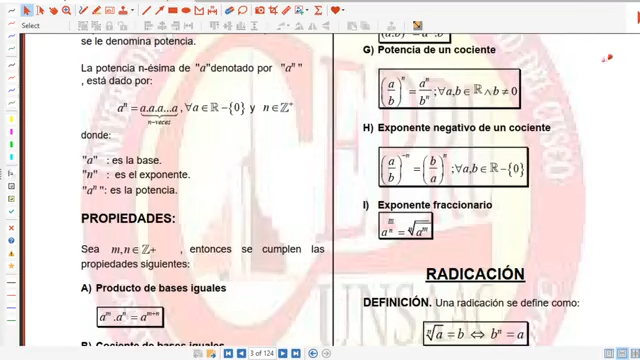 Select
se le denomina potencia.
La potencia n-ésima de "a"denotado por "aⁿ"
, está dado por:
aⁿ = a.a.a...a, ∀a ∈ ℝ − {0} y n ∈ ℤ⁺
n−veces
donde:
"a" : es la base.
"n" : es el exponente.
"aⁿ": es la potencia.
PROPIEDADES:
Sea m,n ∈ ℤ+ , entonces se cumplen las
propiedades siguientes:
A) Producto de bases iguales
aᵐ.aⁿ = aᵐ⁺ⁿ
B) Cociente de bases iguales
G) Potencia de un cociente
(a/b)ⁿ = aⁿ/bⁿ ;∀a,b ∈ ℝ ∧ b ≠ 0
H) Exponente negativo de un cociente
(a/b)⁻ⁿ = (b/a)ⁿ ;∀a,b ∈ ℝ − {0}
I) Exponente fraccionario
a^(m/n) = ⁿ√(aᵐ)
RADICACIÓN
DEFINICIÓN. Una radicación se define como:
ⁿ√a = b ⇔ bⁿ = a
3 of 124